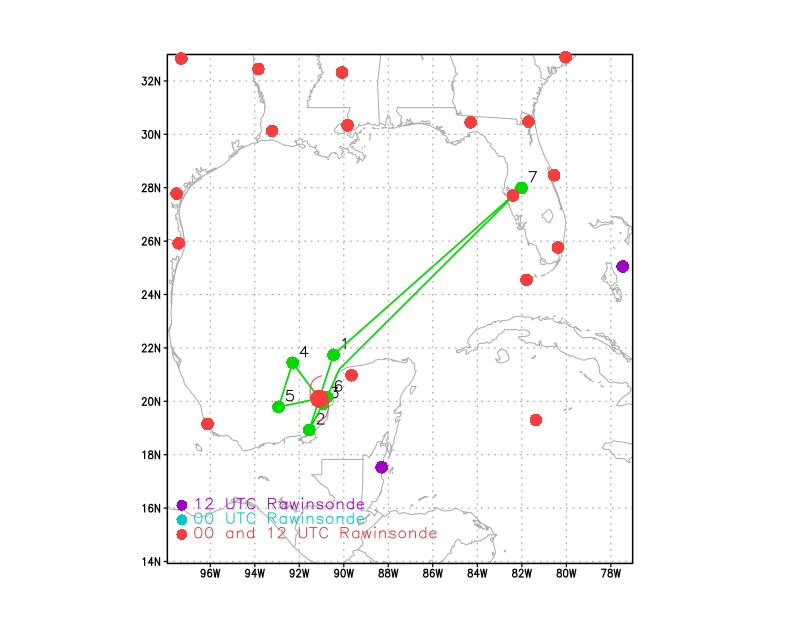 32N
30N
28N
7
26N
24N
22N
1
4
20N
5
6
3
2
18N
16N
12 UTC Rawinsonde
00 UTC Rawinsonde
00 and 12 UTC Rawinsonde
14N
96W 94W 92W 90W 88W 86W 84W 82W 80W 78W